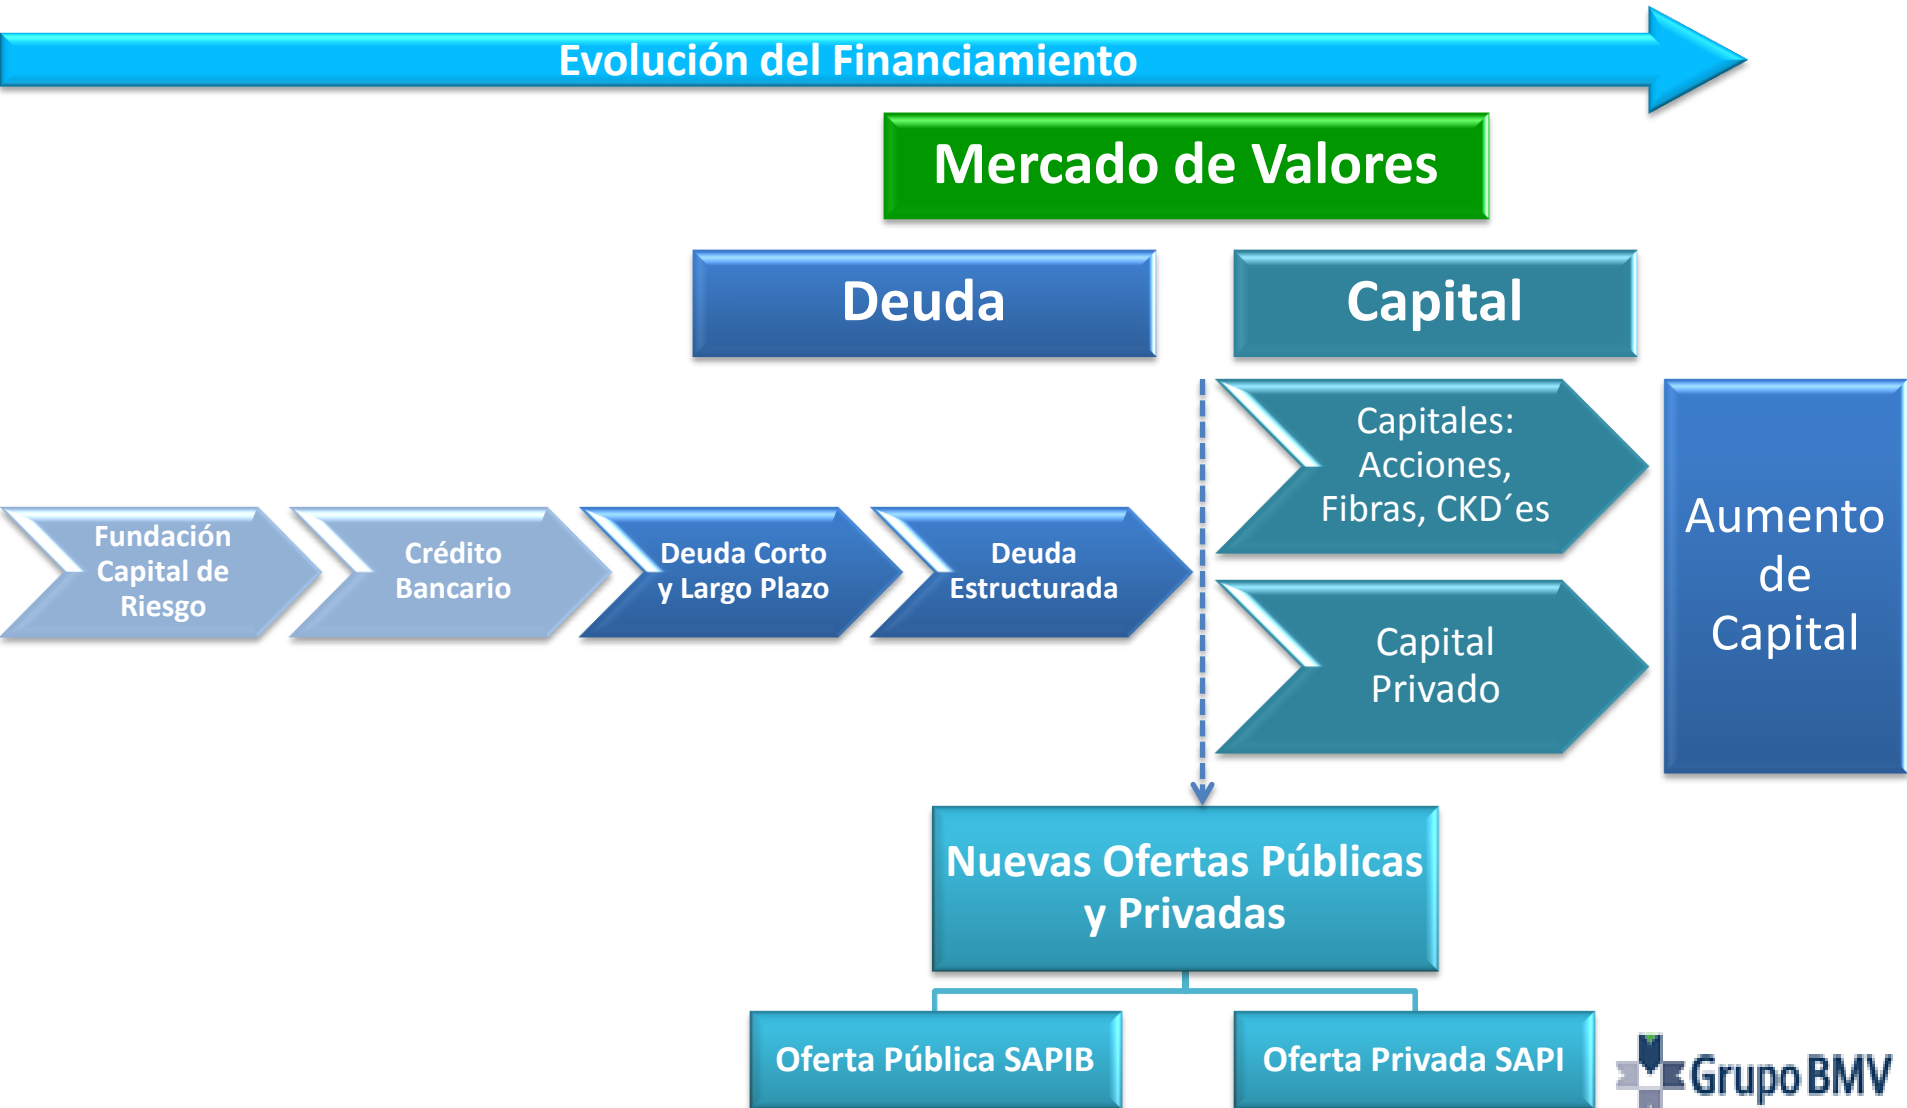 Evolución del Financiamiento
Mercado de Valores
Deuda
Capital
Fundación
Capital de
Riesgo
Crédito
Bancario
Deuda Corto
y Largo Plazo
Deuda
Estructurada
Capitales:
Acciones,
Fibras, CKD´es
Capital
Privado
Aumento
de
Capital
Nuevas Ofertas Públicas
y Privadas
Oferta Pública SAPIB
Oferta Privada SAPI
Grupo BMV